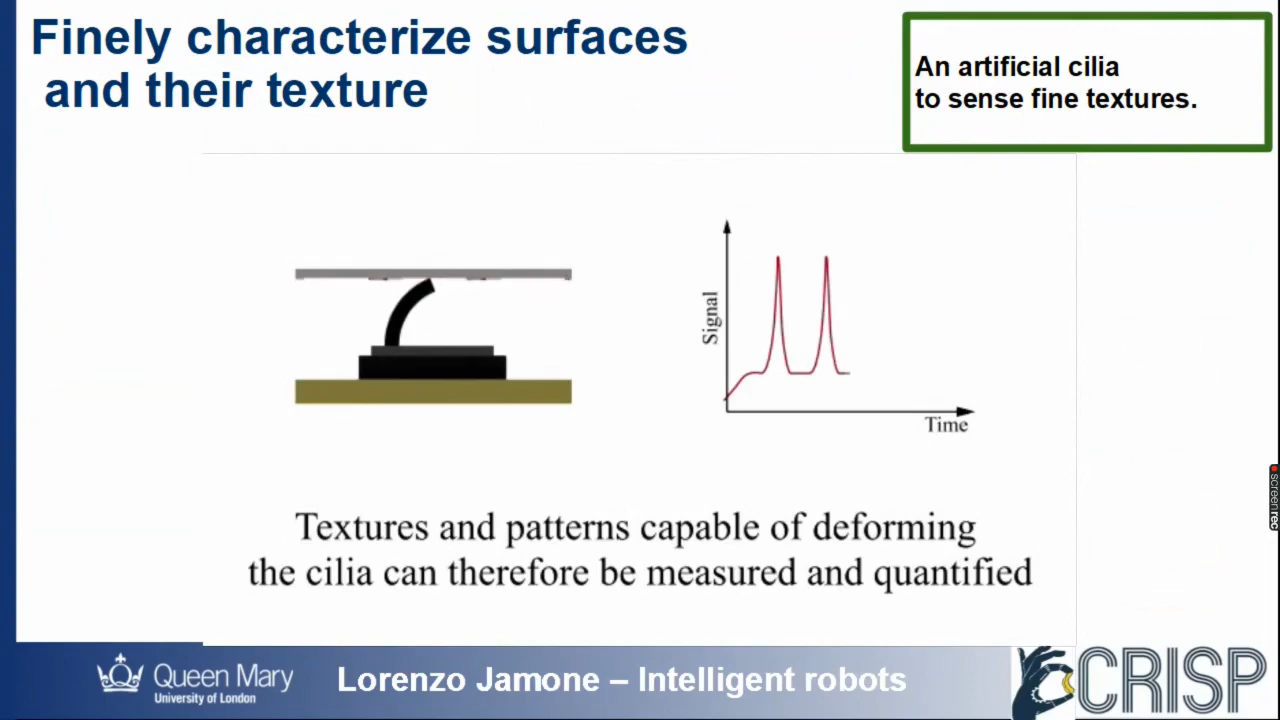 Finely characterize surfaces
and their texture
An artificial cilia
to sense fine textures.
Signal
Time
Textures and patterns capable of deforming
the cilia can therefore be measured and quantified
Queen Mary
University of London
Lorenzo Jamone – Intelligent robots
CRISP
screenrec